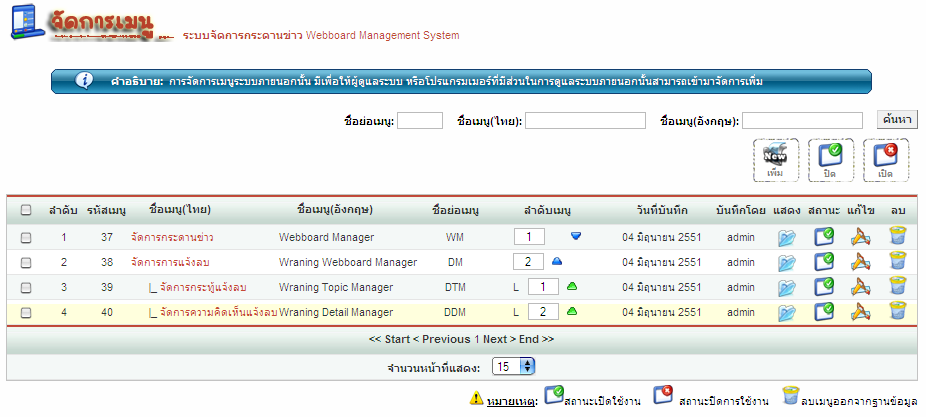 จัดการเมนู ระบบจัดการกระดานข่าว Webboard Management System
คำอธิบาย: การจัดการเมนูระบบภายนอกนั้น มีเพื่อให้ผู้ดูแลระบบ หรือโปรแกรมเมอร์ที่มีส่วนในการดูแลระบบภายนอกนั้นสามารถเข้ามาจัดการเพิ่ม
ชื่อย่อเมนู: ชื่อเมนู(ไทย): ชื่อเมนู(อังกฤษ): ค้นหา
New
เพิ่ม ปิด เปิด
ลำดับ รหัสเมนู ชื่อเมนู(ไทย) ชื่อเมนู(อังกฤษ) ชื่อย่อเมนู ลำดับเมนู วันที่บันทึก บันทึกโดย แสดง สถานะ แก้ไข ลบ
1 37 จัดการกระดานข่าว Webboard Manager WM 1 04 มิถุนายน 2551 admin
2 38 จัดการการแจ้งลบ Wraning Webboard Manager DM 2 04 มิถุนายน 2551 admin
3 39 |_ จัดการกระทู้แจ้งลบ Wraning Topic Manager DTM L 1 04 มิถุนายน 2551 admin
4 40 |_ จัดการความคิดเห็นแจ้งลบ Wraning Detail Manager DDM L 2 04 มิถุนายน 2551 admin
<< Start < Previous 1 Next > End >>
จำนวนหน้าที่แสดง: 15
หมายเหตุ: สถานะเปิดใช้งาน สถานะปิดการใช้งาน ลบเมนูออกจากฐานข้อมูล